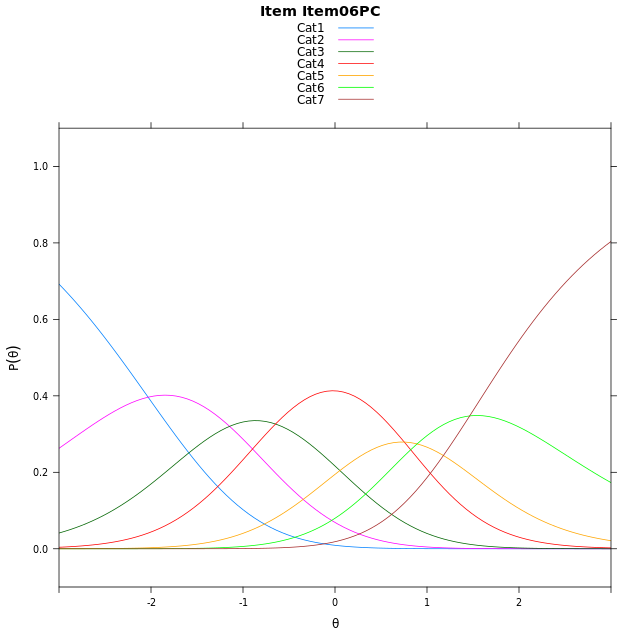 Item Item06PC
Cat1
Cat2
Cat3
Cat4
Cat5
Cat6
Cat7
1.0
0.8
0.6
0.4
0.2
0.0
P(θ)
-2 -1 0 1 2
θ